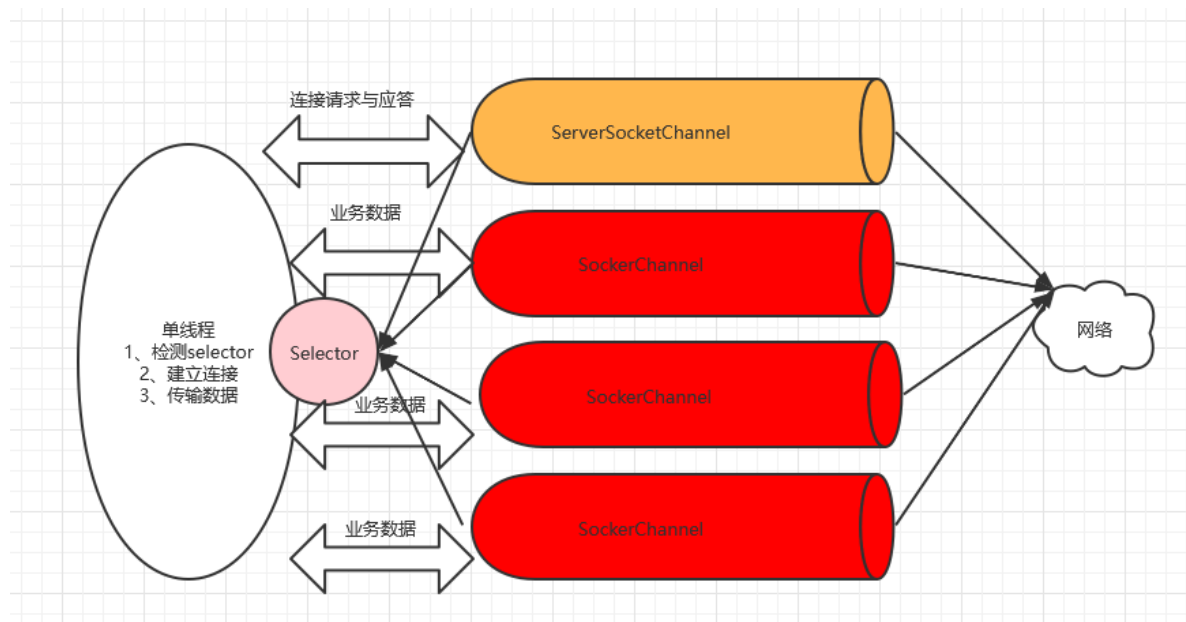 连接请求与应答
ServerSocketChannel
业务数据
SockerChannel
单线程
1、检测selector
2、建立连接
3、传输数据
Selector
网络
业务数据
SockerChannel
业务数据
SockerChannel